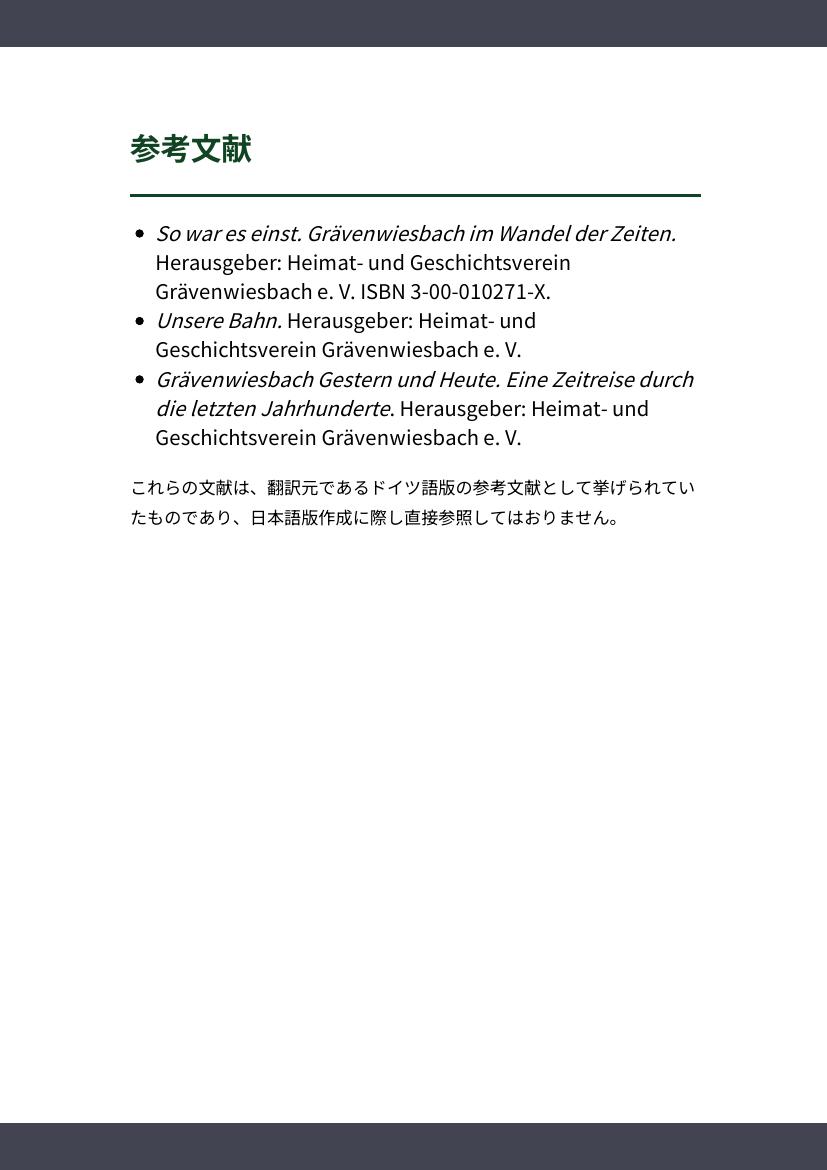 参考文献
• So war es einst. Grävenwiesbach im Wandel der Zeiten.
Herausgeber: Heimat- und Geschichtsverein
Grävenwiesbach e. V. ISBN 3-00-010271-X.
• Unsere Bahn. Herausgeber: Heimat- und
Geschichtsverein Grävenwiesbach e. V.
• Grävenwiesbach Gestern und Heute. Eine Zeitreise durch
die letzten Jahrhunderte. Herausgeber: Heimat- und
Geschichtsverein Grävenwiesbach e. V.
これらの文献は、翻訳元であるドイツ語版の参考文献として挙げられてい
たものであり、日本語版作成に際し直接参照してはおりません。